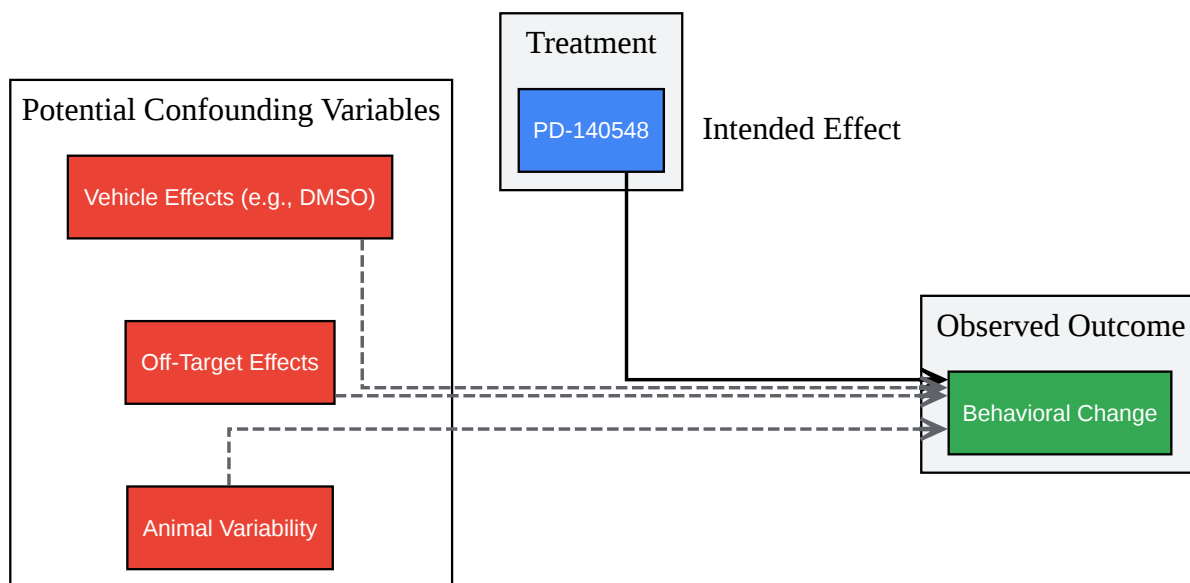 Treatment
PD-140548
Intended Effect
Potential Confounding Variables
Vehicle Effects (e.g., DMSO)
Off-Target Effects
Animal Variability
Observed Outcome
Behavioral Change